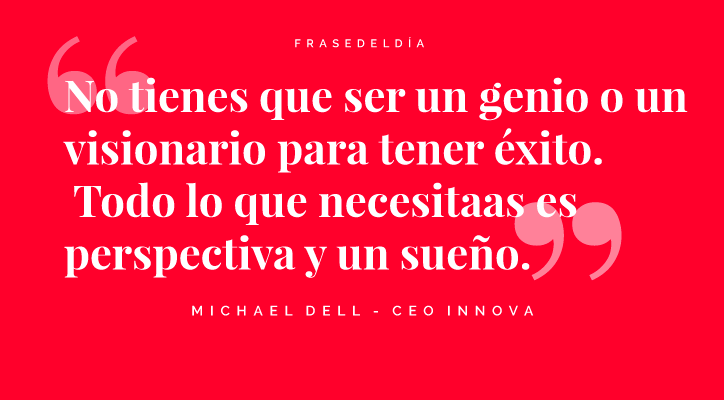 FRASEDELDÍA
No tienes que ser un genio o un
visionario para tener éxito.
Todo lo que necesitaas es
perspectiva y un sueño.
MICHAEL DELL - CEO INNOVA